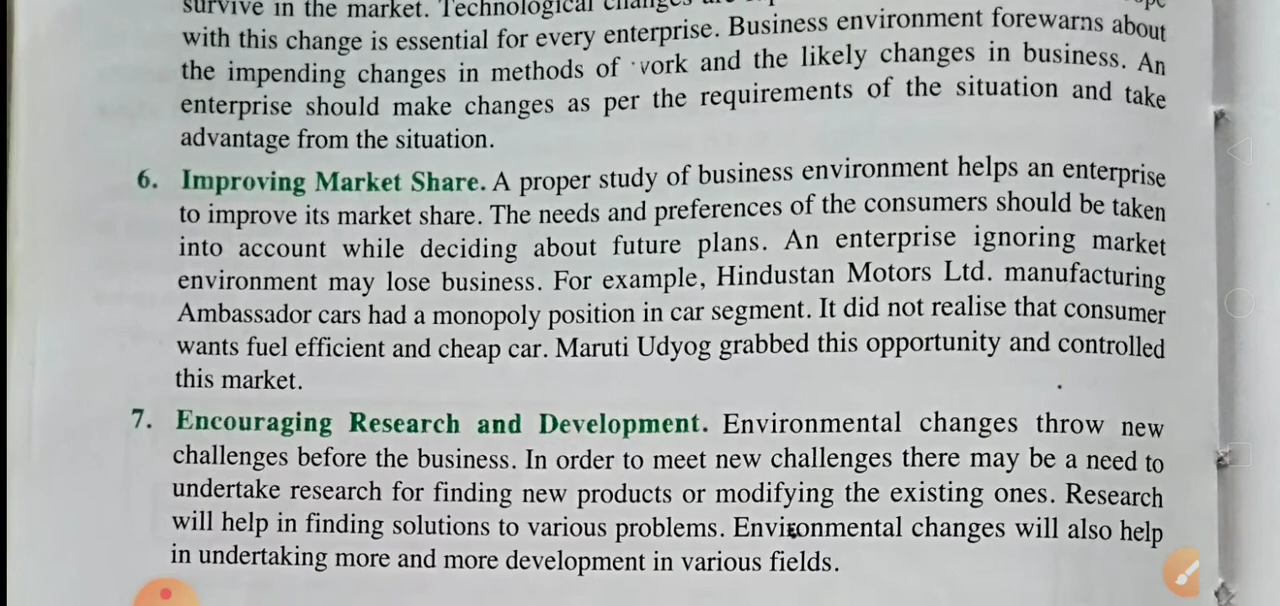 survive in the market. Technological changes are
with this change is essential for every enterprise. Business environment forewarns about
the impending changes in methods of work and the likely changes in business. An
enterprise should make changes as per the requirements of the situation and take
advantage from the situation.
6. Improving Market Share. A proper study of business environment helps an enterprise
to improve its market share. The needs and preferences of the consumers should be taken
into account while deciding about future plans. An enterprise ignoring market
environment may lose business. For example, Hindustan Motors Ltd. manufacturing
Ambassador cars had a monopoly position in car segment. It did not realise that consumer
wants fuel efficient and cheap car. Maruti Udyog grabbed this opportunity and controlled
this market.
7. Encouraging Research and Development. Environmental changes throw new
challenges before the business. In order to meet new challenges there may be a need to
undertake research for finding new products or modifying the existing ones. Research
will help in finding solutions to various problems. Environmental changes will also help
in undertaking more and more development in various fields.